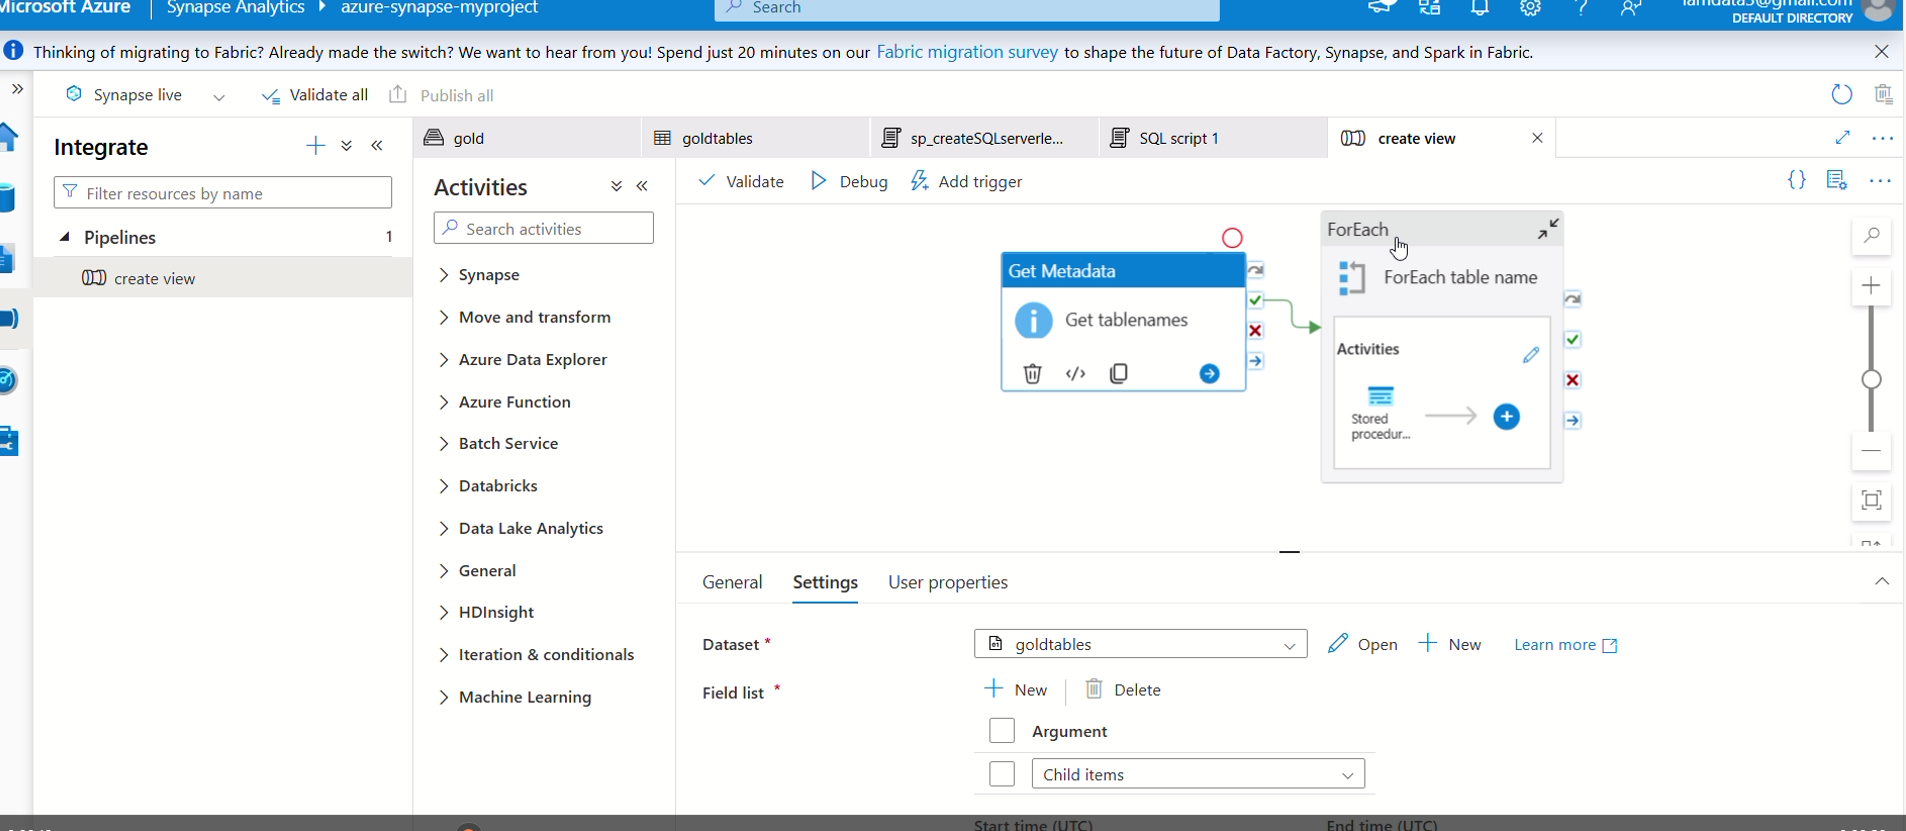 Microsoft Azure
Synapse Analytics
azure-synapse-myproject
Search
DEFAULT DIRECTORY
Thinking of migrating to Fabric? Already made the switch? We want to hear from you! Spend just 20 minutes on our Fabric migration survey to shape the future of Data Factory, Synapse, and Spark in Fabric.
Synapse live
Validate all
Publish all
Integrate
Filter resources by name
Pipelines 1
create view
gold
goldtables
sp_createSQLserverle...
SQL script 1
create view
Activities
Search activities
Synapse
Move and transform
Azure Data Explorer
Azure Function
Batch Service
Databricks
Data Lake Analytics
General
HDInsight
Iteration & conditionals
Machine Learning
Validate
Debug
Add trigger
Get Metadata
Get tablenames
ForEach
ForEach table name
Activities
Stored
procedur...
General
Settings
User properties
Dataset *
goldtables
Open
New
Learn more
Field list *
New
Delete
Argument
Child items
Start time (UTC)
End time (UTC)